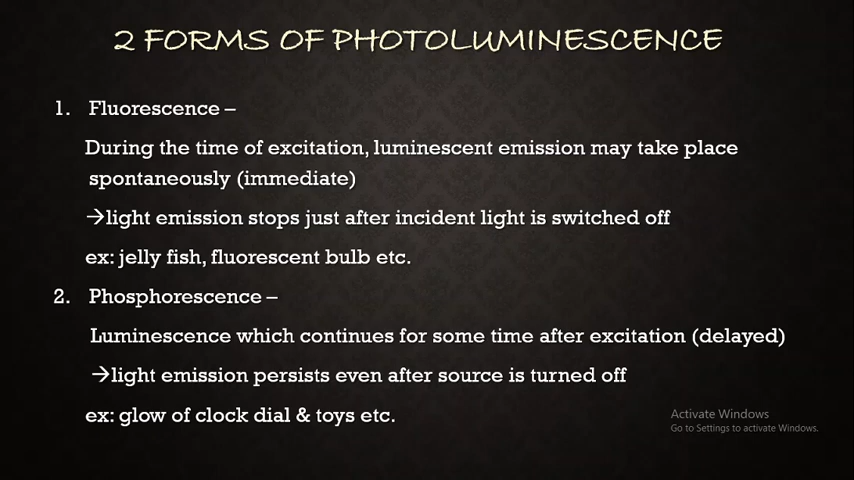 2 FORMS OF PHOTOLUMINESCENCE
1. Fluorescence –
During the time of excitation, luminescent emission may take place
spontaneously (immediate)
→light emission stops just after incident light is switched off
ex: jelly fish, fluorescent bulb etc.
2. Phosphorescence –
Luminescence which continues for some time after excitation (delayed)
→light emission persists even after source is turned off
ex: glow of clock dial & toys etc.
Activate Windows
Go to Settings to activate Windows.